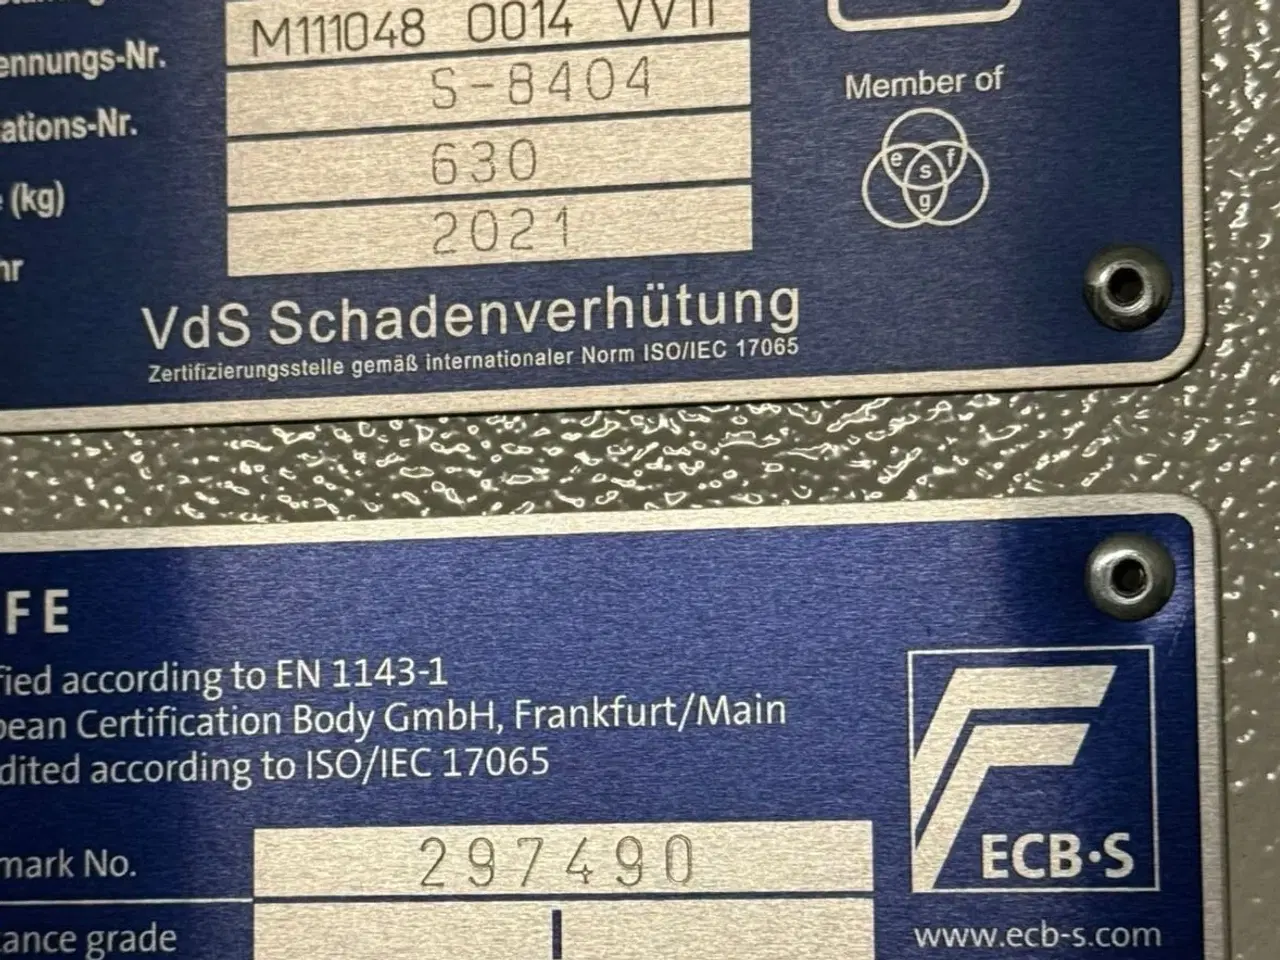 ennungs-Nr. M111048 0014
ations-Nr. S-8404
(kg) 630
hr 2021
Member of
e f s g
VdS Schadenverhütung
Zertifizierungsstelle gemäß internationaler Norm ISO/IEC 17065
FE
fied according to EN 1143-1
pean Certification Body GmbH, Frankfurt/Main
dited according to ISO/IEC 17065
mark No. 297490
tance grade I
ECB·S
www.ecb-s.com